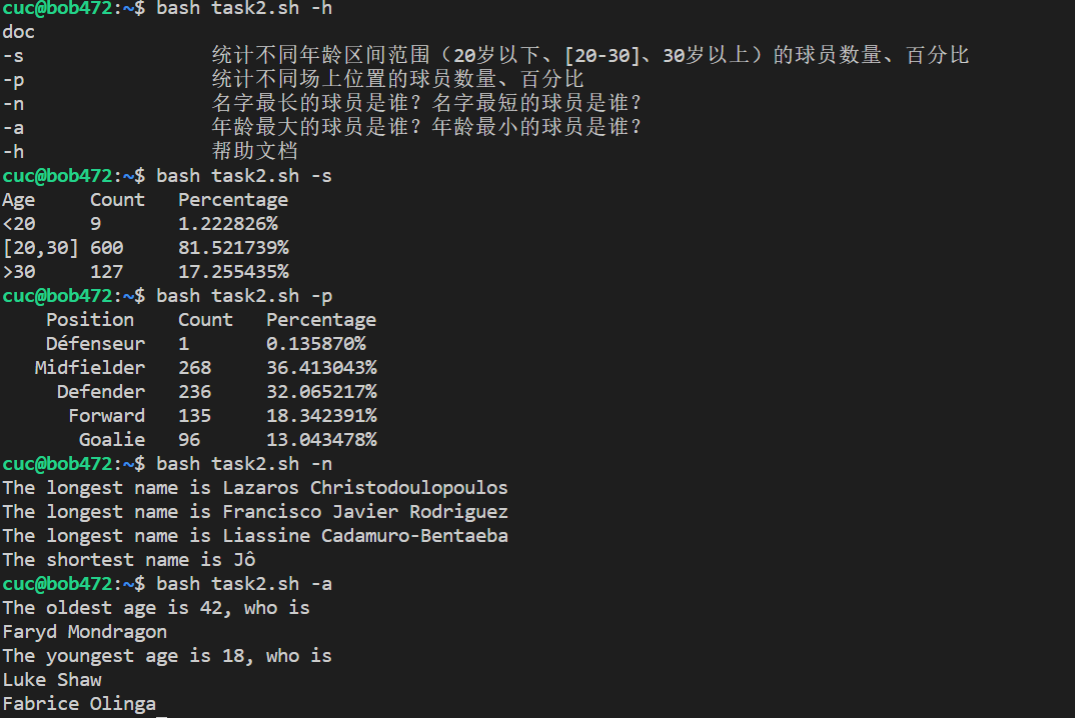 cuc@bob472:~$ bash task2.sh -h
doc
-s                 统计不同年龄区间范围（20岁以下、[20-30]、30岁以上）的球员数量、百分比
-p                 统计不同场上位置的球员数量、百分比
-n                 名字最长的球员是谁？名字最短的球员是谁？
-a                 年龄最大的球员是谁？年龄最小的球员是谁？
-h                 帮助文档
cuc@bob472:~$ bash task2.sh -s
Age     Count   Percentage
<20     9       1.222826%
[20,30] 600     81.521739%
>30     127     17.255435%
cuc@bob472:~$ bash task2.sh -p
    Position    Count   Percentage
    Défenseur   1       0.135870%
   Midfielder   268     36.413043%
     Defender   236     32.065217%
      Forward   135     18.342391%
       Goalie   96      13.043478%
cuc@bob472:~$ bash task2.sh -n
The longest name is Lazaros Christodoulopoulos
The longest name is Francisco Javier Rodriguez
The longest name is Liassine Cadamuro-Bentaeba
The shortest name is Jô
cuc@bob472:~$ bash task2.sh -a
The oldest age is 42, who is
Faryd Mondragon
The youngest age is 18, who is
Luke Shaw
Fabrice Olinga